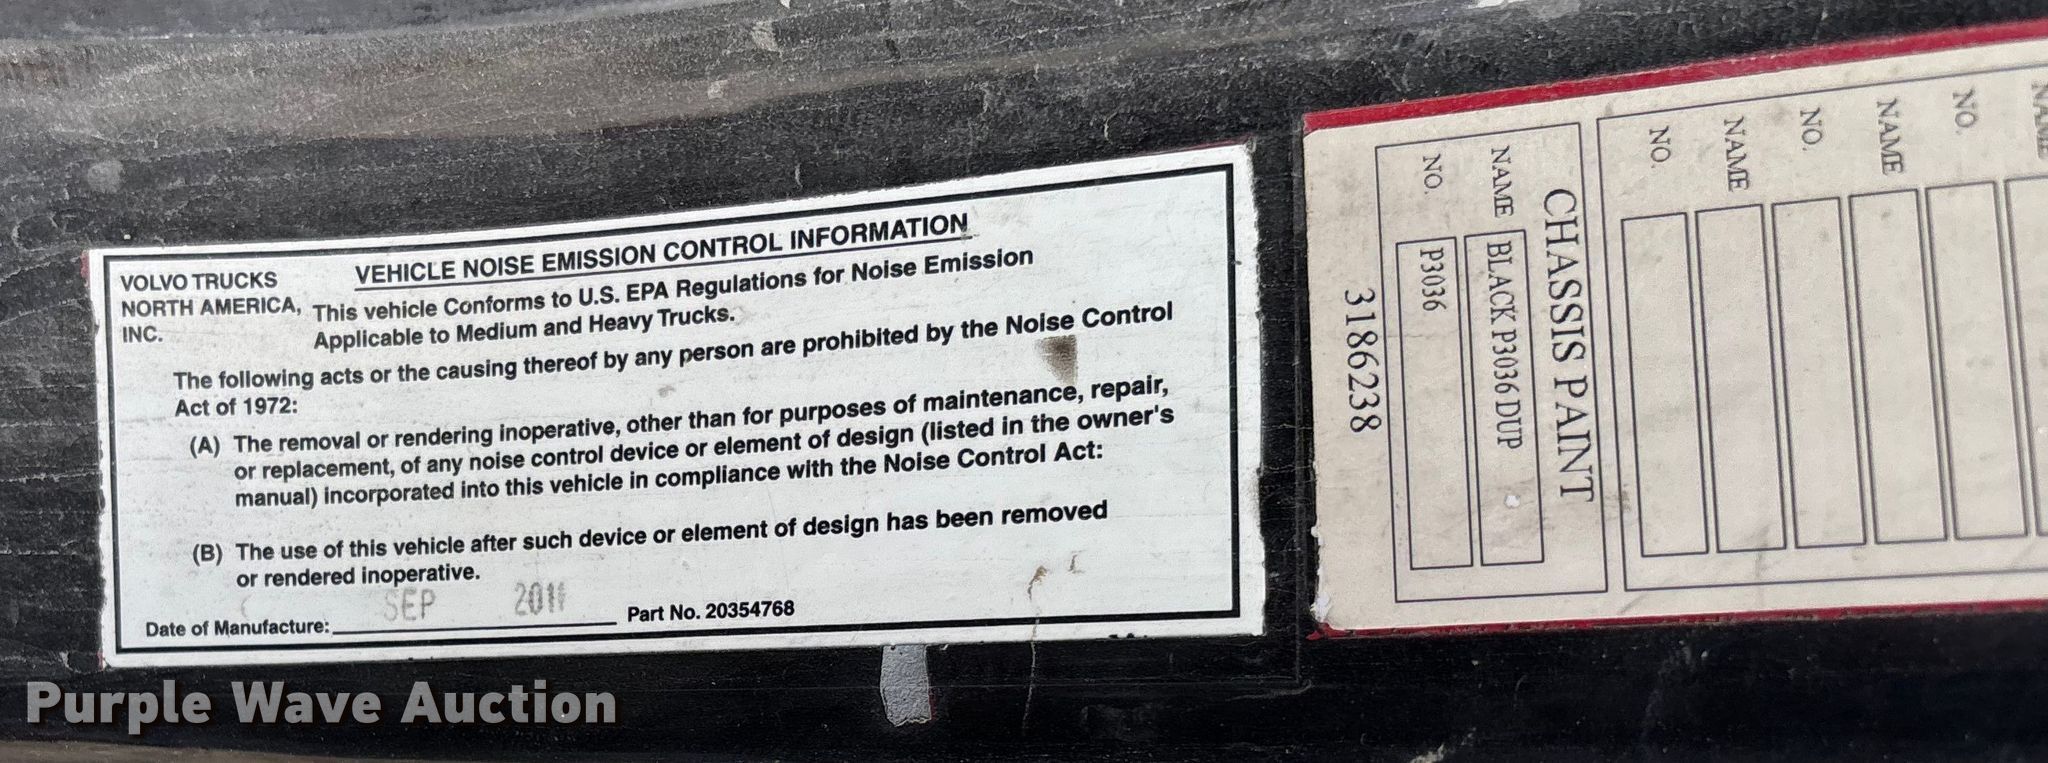 VEHICLE NOISE EMISSION CONTROL INFORMATION
VOLVO TRUCKS
NORTH AMERICA,
INC.
This vehicle Conforms to U.S. EPA Regulations for Noise Emission
Applicable to Medium and Heavy Trucks.
The following acts or the causing thereof by any person are prohibited by the Noise Control
Act of 1972:
(A) The removal or rendering inoperative, other than for purposes of maintenance, repair,
or replacement, of any noise control device or element of design (listed in the owner's
manual) incorporated into this vehicle in compliance with the Noise Control Act:
(B) The use of this vehicle after such device or element of design has been removed
or rendered inoperative.
Date of Manufacture: SEP
Part No. 20354768
NAME
NO.
NAME
NO.
NAME
NO.
CHASSIS PAINT
NAME BLACK P3036 DUP
NO. P3036
3186238
Purple Wave Auction